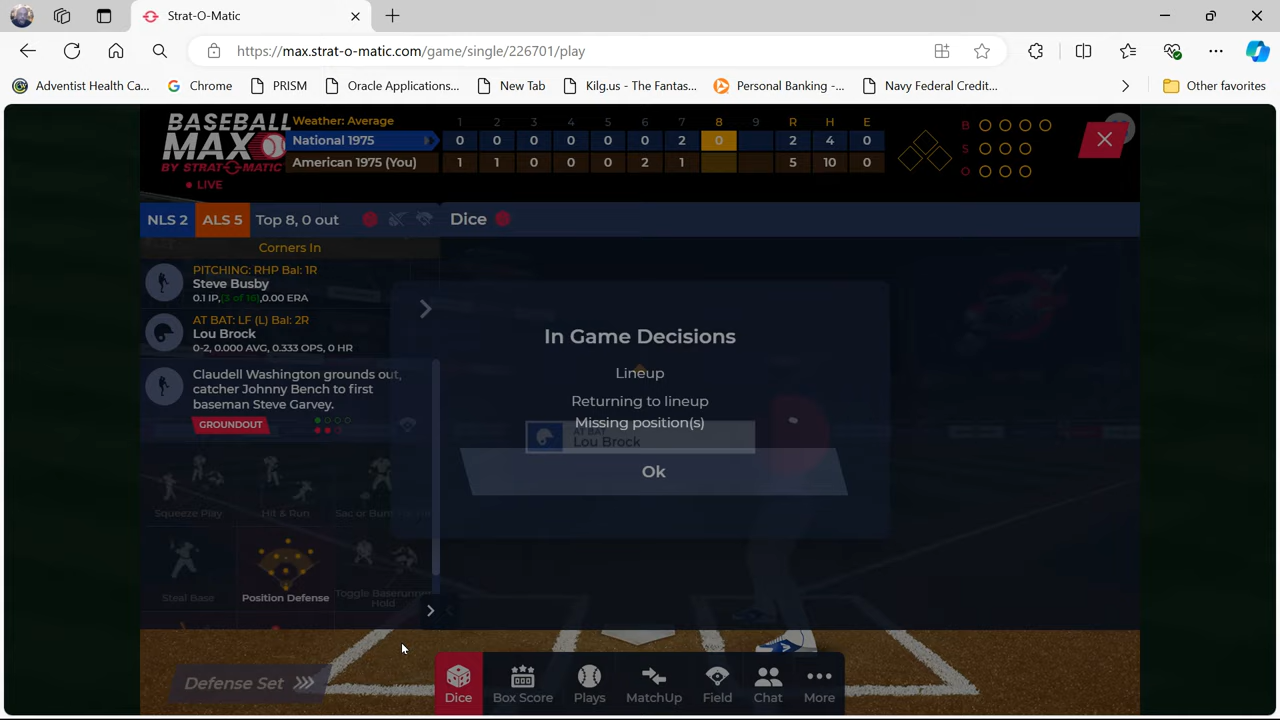 Strat-O-Matic
https://max.strat-o-matic.com/game/single/226701/play
Adventist Health Ca...
Chrome
PRISM
Oracle Applications...
New Tab
Kilg.us - The Fantas...
Personal Banking -...
Navy Federal Credit...
Other favorites
BASEBALL
MAX
BY STRAT-O-MATIC
LIVE
Weather: Average
1 2 3 4 5 6 7 8 9 R H E
National 1975 0 0 0 0 0 0 2 0 2 4 0
American 1975 (You) 1 1 0 0 0 2 1 5 10 0
B
S
O
NLS 2 ALS 5 Top 8, 0 out
Dice
Corners In
PITCHING: RHP Bal: 1R
Steve Busby
0.1 IP,(3 of 16),0.00 ERA
AT BAT: LF (L) Bal: 2R
Lou Brock
0-2, 0.000 AVG, 0.333 OPS, 0 HR
Claudell Washington grounds out,
catcher Johnny Bench to first
baseman Steve Garvey.
GROUNDOUT
Squeeze Play
Hit & Run
Sac or Bunt
Steal Base
Position Defense
Toggle Baserunner
Hold
In Game Decisions
Lineup
Returning to lineup
Missing position(s)
AT BAT
Lou Brock
Ok
Defense Set
Dice
Box Score
Plays
MatchUp
Field
Chat
More